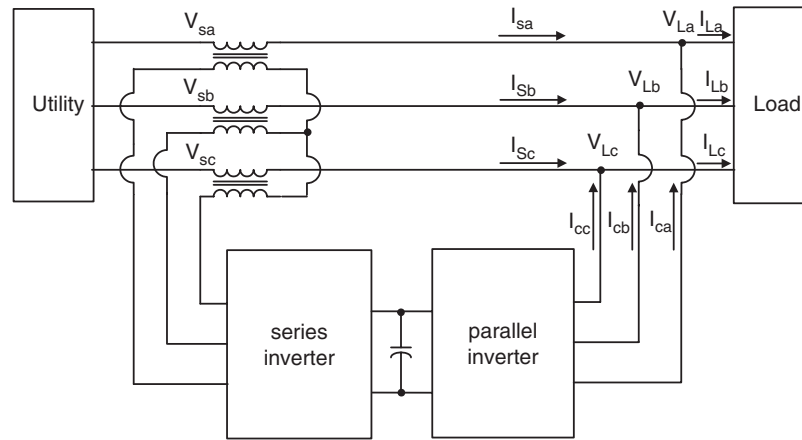 V_sa I_sa V_La I_La
Utility V_sb I_Sb V_Lb I_Lb Load
V_sc I_Sc V_Lc I_Lc
I_cc I_cb I_ca
series
inverter
parallel
inverter